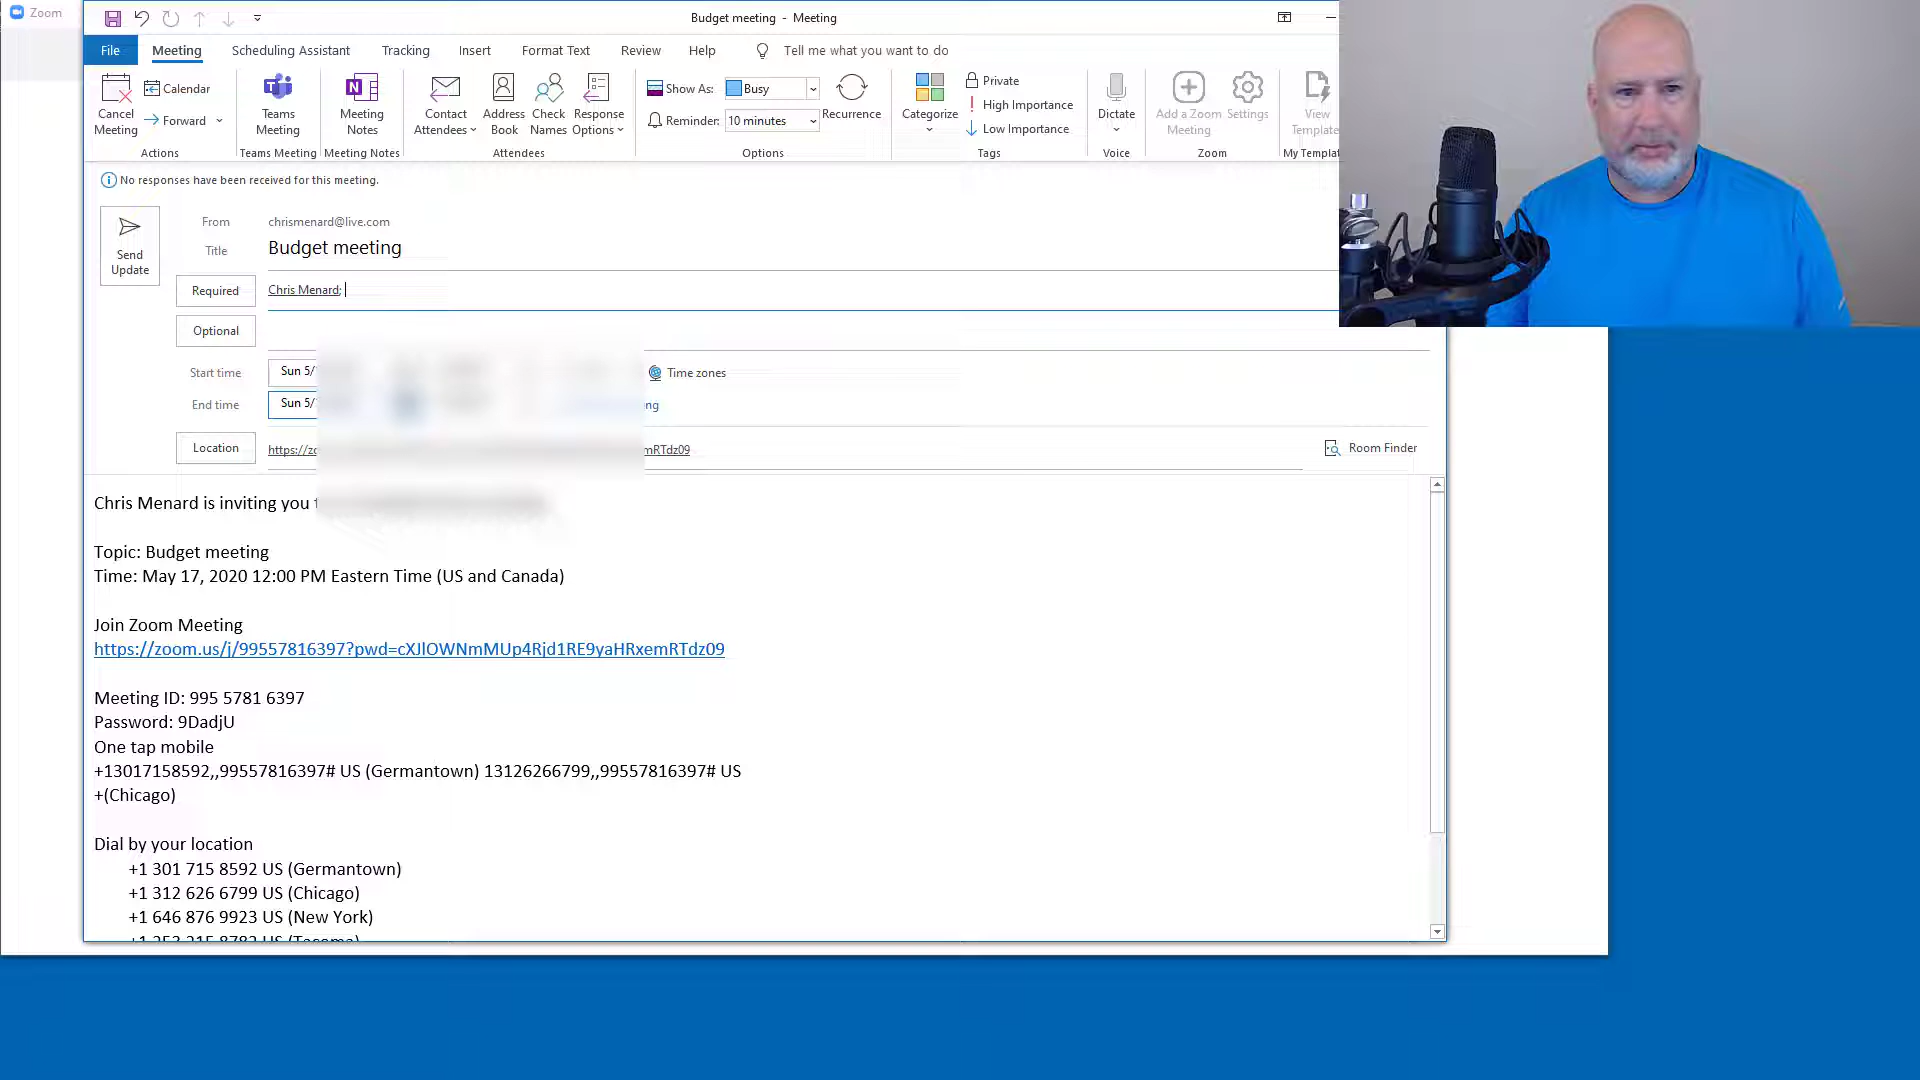 Zoom
Budget meeting - Meeting
File Meeting Scheduling Assistant Tracking Insert Format Text Review Help Tell me what you want to do
Cancel Meeting
Calendar
Forward
Actions
Teams Meeting
Teams Meeting
Meeting Notes
Meeting Notes
Contact Attendees
Address Book
Check Names
Response Options
Attendees
Show As: Busy
Reminder: 10 minutes
Recurrence
Options
Categorize
Private
High Importance
Low Importance
Tags
Dictate
Voice
Add a Zoom Meeting
Settings
Zoom
View
No responses have been received for this meeting.
Send Update
From chrismenard@live.com
Title Budget meeting
Required Chris Menard;
Optional
Start time Sun 5/ Time zones
End time Sun 5/
Location https://zo mRTdz09 Room Finder
Chris Menard is inviting you
Topic: Budget meeting
Time: May 17, 2020 12:00 PM Eastern Time (US and Canada)
Join Zoom Meeting
https://zoom.us/j/99557816397?pwd=cXJlOWNmMUp4Rjd1RE9yaHRxemRTdz09
Meeting ID: 995 5781 6397
Password: 9DadjU
One tap mobile
+13017158592,,99557816397# US (Germantown) 13126266799,,99557816397# US
+(Chicago)
Dial by your location
+1 301 715 8592 US (Germantown)
+1 312 626 6799 US (Chicago)
+1 646 876 9923 US (New York)
+1 253 215 8782 US (Tacoma)